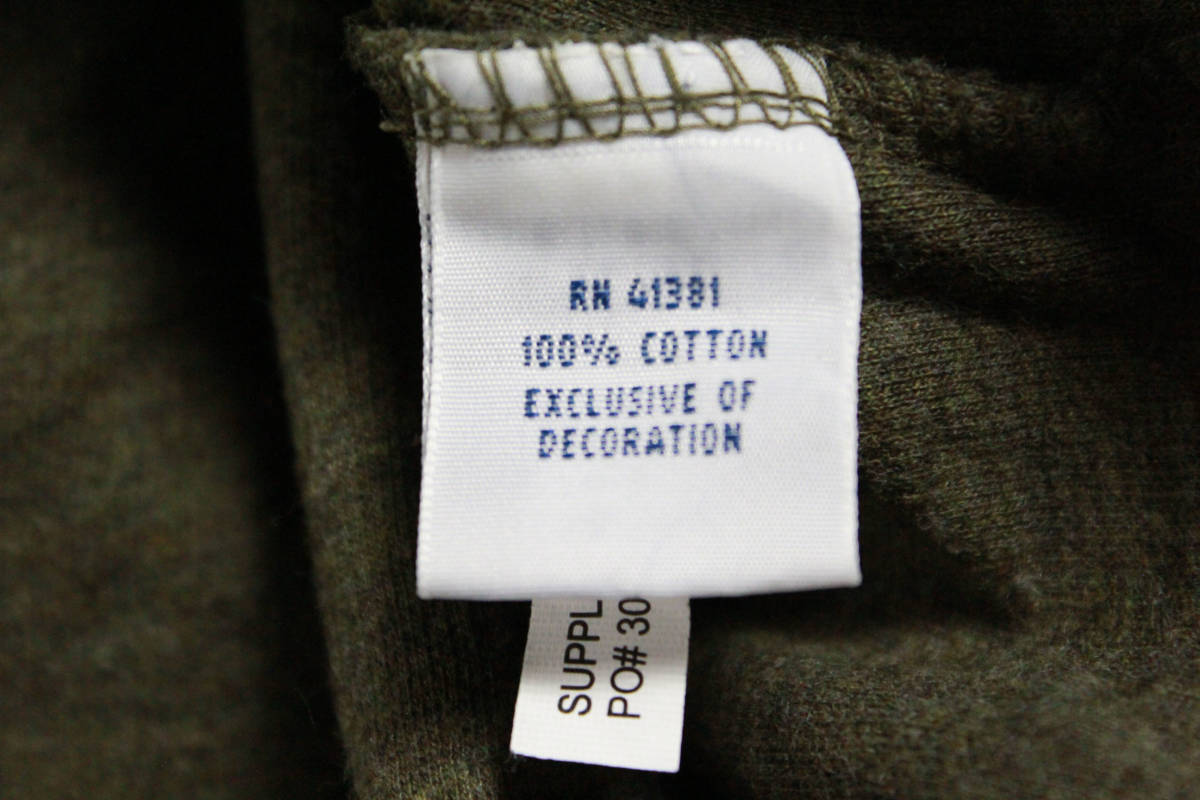 RN 41381
100% COTTON
EXCLUSIVE OF
DECORATION
SUPPL
PO# 30